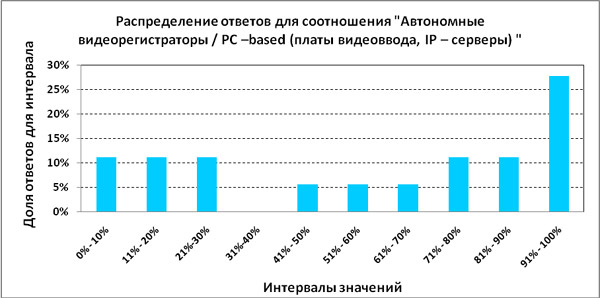 Распределение ответов для соотношения "Автономные
видеорегистраторы / PC –based (платы видеоввода, IP – серверы) "
Доля ответов для интервала
30%
25%
20%
15%
10%
5%
0%
0% - 10%
11% - 20%
21%-30%
31%-40%
41% - 50%
51% - 60%
61% - 70%
71% - 80%
81% - 90%
91% - 100%
Интервалы значений